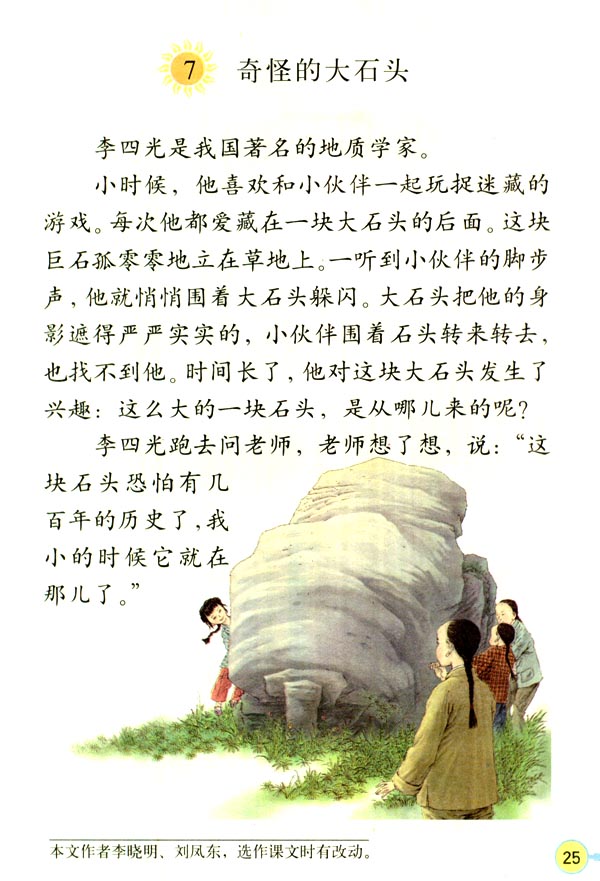 7 奇怪的大石头
李四光是我国著名的地质学家。
小时候，他喜欢和小伙伴一起玩捉迷藏的
游戏。每次他都爱藏在一块大石头的后面。这块
巨石孤零零地立在草地上。一听到小伙伴的脚步
声，他就悄悄围着大石头躲闪。大石头把他的身
影遮得严严实实的，小伙伴围着石头转来转去，
也找不到他。时间长了，他对这块大石头发生了
兴趣：这么大的一块石头，是从哪儿来的呢？
李四光跑去问老师，老师想了想，说：“这
块石头恐怕有几
百年的历史了，我
小的时候它就在
那儿了。”
本文作者李晓明、刘凤东，选作课文时有改动。
25